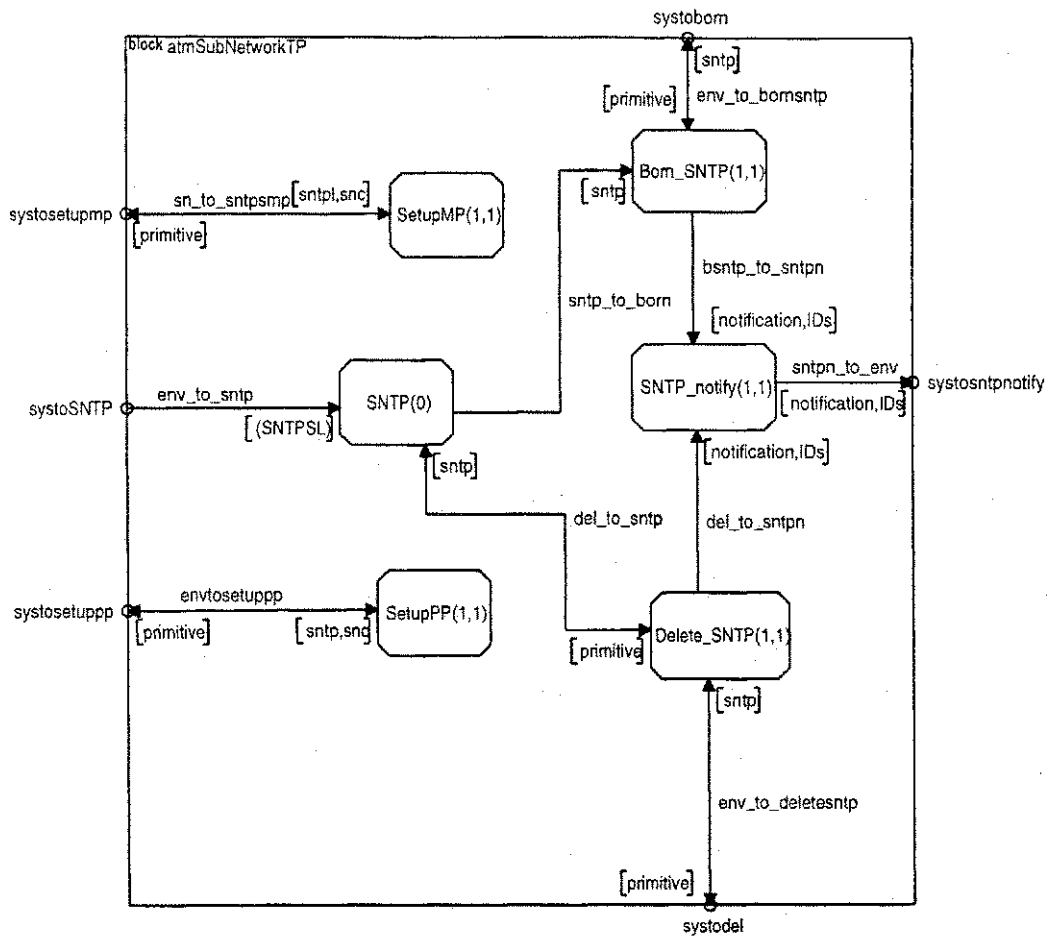 systoborn
block atmSubNetworkTP
[sntp]
[primitive]
env_to_bornsntp
Born_SNTP(1,1)
[sntp]
sn_to_sntpsmp
[sntpl,snc]
systosetupmp
[primitive]
SetupMP(1,1)
bsntp_to_sntpn
sntp_to_born
[notification,IDs]
env_to_sntp
SNTP(0)
SNTP_notify(1,1)
sntpn_to_env
systoSNTP
systosntpnotify
[(SNTPSL)
[notification,IDs]
[notification,IDs]
[sntp]
del_to_sntp
del_to_sntpn
envtosetuppp
systosetuppp
[primitive]
[sntp,snc]
SetupPP(1,1)
Delete_SNTP(1,1)
[primitive]
[sntp]
env_to_deletesntp
[primitive]
systodel